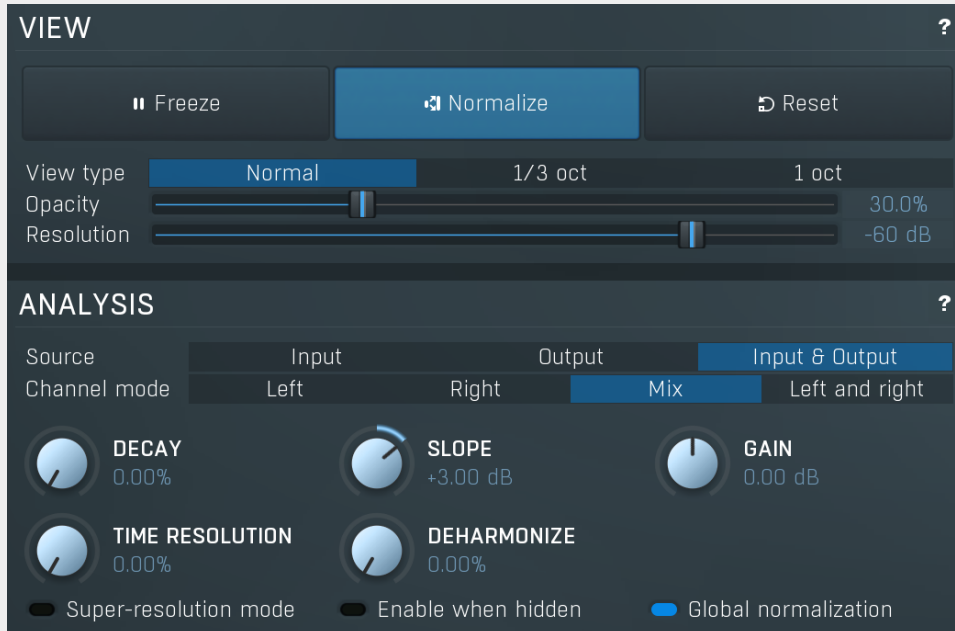 VIEW ?
Freeze Normalize Reset
View type Normal 1/3 oct 1 oct
Opacity 30.0%
Resolution -60 dB
ANALYSIS ?
Source Input Output Input & Output
Channel mode Left Right Mix Left and right
DECAY SLOPE GAIN
0.00% +3.00 dB 0.00 dB
TIME RESOLUTION DEHARMONIZE
0.00% 0.00%
Super-resolution mode Enable when hidden Global normalization